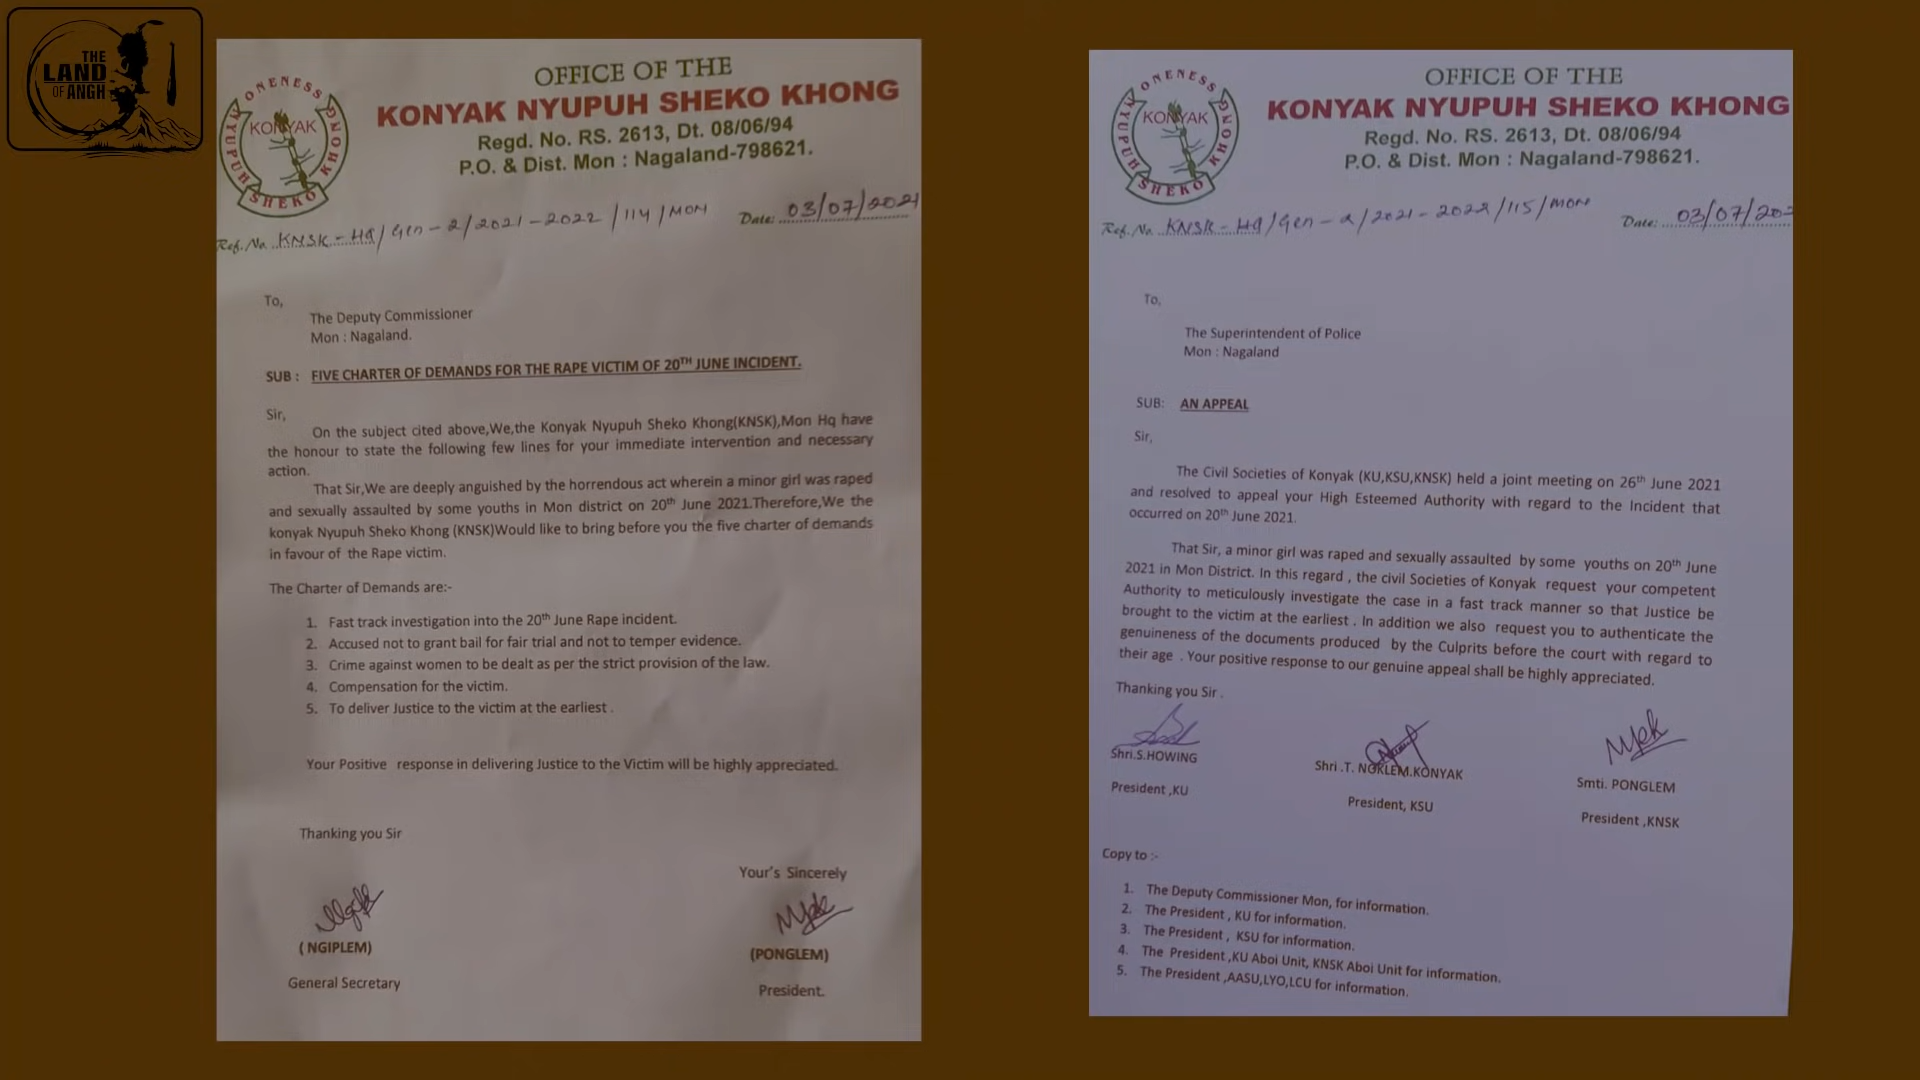 THE
LAND
OF ANGH
OFFICE OF THE
KONYAK NYUPUH SHEKO KHONG
Regd. No. RS. 2613, Dt. 08/06/94
P.O. & Dist. Mon : Nagaland-798621.
ONENESS
KONYAK
NYUPUH
SHEKO
KHONG
Ref. No. KNSK-HQ/Gen-2/2021-2022/114/MON Date: 03/07/2021
To,
The Deputy Commissioner
Mon : Nagaland.
SUB : FIVE CHARTER OF DEMANDS FOR THE RAPE VICTIM OF 20TH JUNE INCIDENT.
Sir,
On the subject cited above,We,the Konyak Nyupuh Sheko Khong(KNSK),Mon Hq have
the honour to state the following few lines for your immediate intervention and necessary
action.
That Sir,We are deeply anguished by the horrendous act wherein a minor girl was raped
and sexually assaulted by some youths in Mon district on 20th June 2021.Therefore,We the
konyak Nyupuh Sheko Khong (KNSK)Would like to bring before you the five charter of demands
in favour of the Rape victim.
The Charter of Demands are:-
1. Fast track investigation into the 20th June Rape incident.
2. Accused not to grant bail for fair trial and not to temper evidence.
3. Crime against women to be dealt as per the strict provision of the law.
4. Compensation for the victim.
5. To deliver Justice to the victim at the earliest .
Your Positive response in delivering Justice to the Victim will be highly appreciated.
Thanking you Sir
Your's Sincerely
( NGIPLEM) (PONGLEM)
General Secretary President.
OFFICE OF THE
KONYAK NYUPUH SHEKO KHONG
Regd. No. RS. 2613, Dt. 08/06/94
P.O. & Dist. Mon : Nagaland-798621.
ONENESS
KONYAK
NYUPUH
SHEKO
KHONG
Ref. No. KNSK-HQ/Gen-2/2021-2022/115/MON Date: 03/07/202
To,
The Superintendent of Police
Mon : Nagaland
SUB: AN APPEAL
Sir,
The Civil Societies of Konyak (KU,KSU,KNSK) held a joint meeting on 26th June 2021
and resolved to appeal your High Esteemed Authority with regard to the Incident that
occurred on 20th June 2021.
That Sir, a minor girl was raped and sexually assaulted by some youths on 20th June
2021 in Mon District. In this regard , the civil Societies of Konyak request your competent
Authority to meticulously investigate the case in a fast track manner so that Justice be
brought to the victim at the earliest . In addition we also request you to authenticate the
genuineness of the documents produced by the Culprits before the court with regard to
their age . Your positive response to our genuine appeal shall be highly appreciated.
Thanking you Sir .
Shri.S.HOWING Shri .T. NOKLEM.KONYAK Smti. PONGLEM
President ,KU President, KSU President ,KNSK
Copy to :-
1. The Deputy Commissioner Mon, for information.
2. The President , KU for information.
3. The President , KSU for information.
4. The President ,KU Aboi Unit, KNSK Aboi Unit for information.
5. The President ,AASU,LYO,LCU for information.